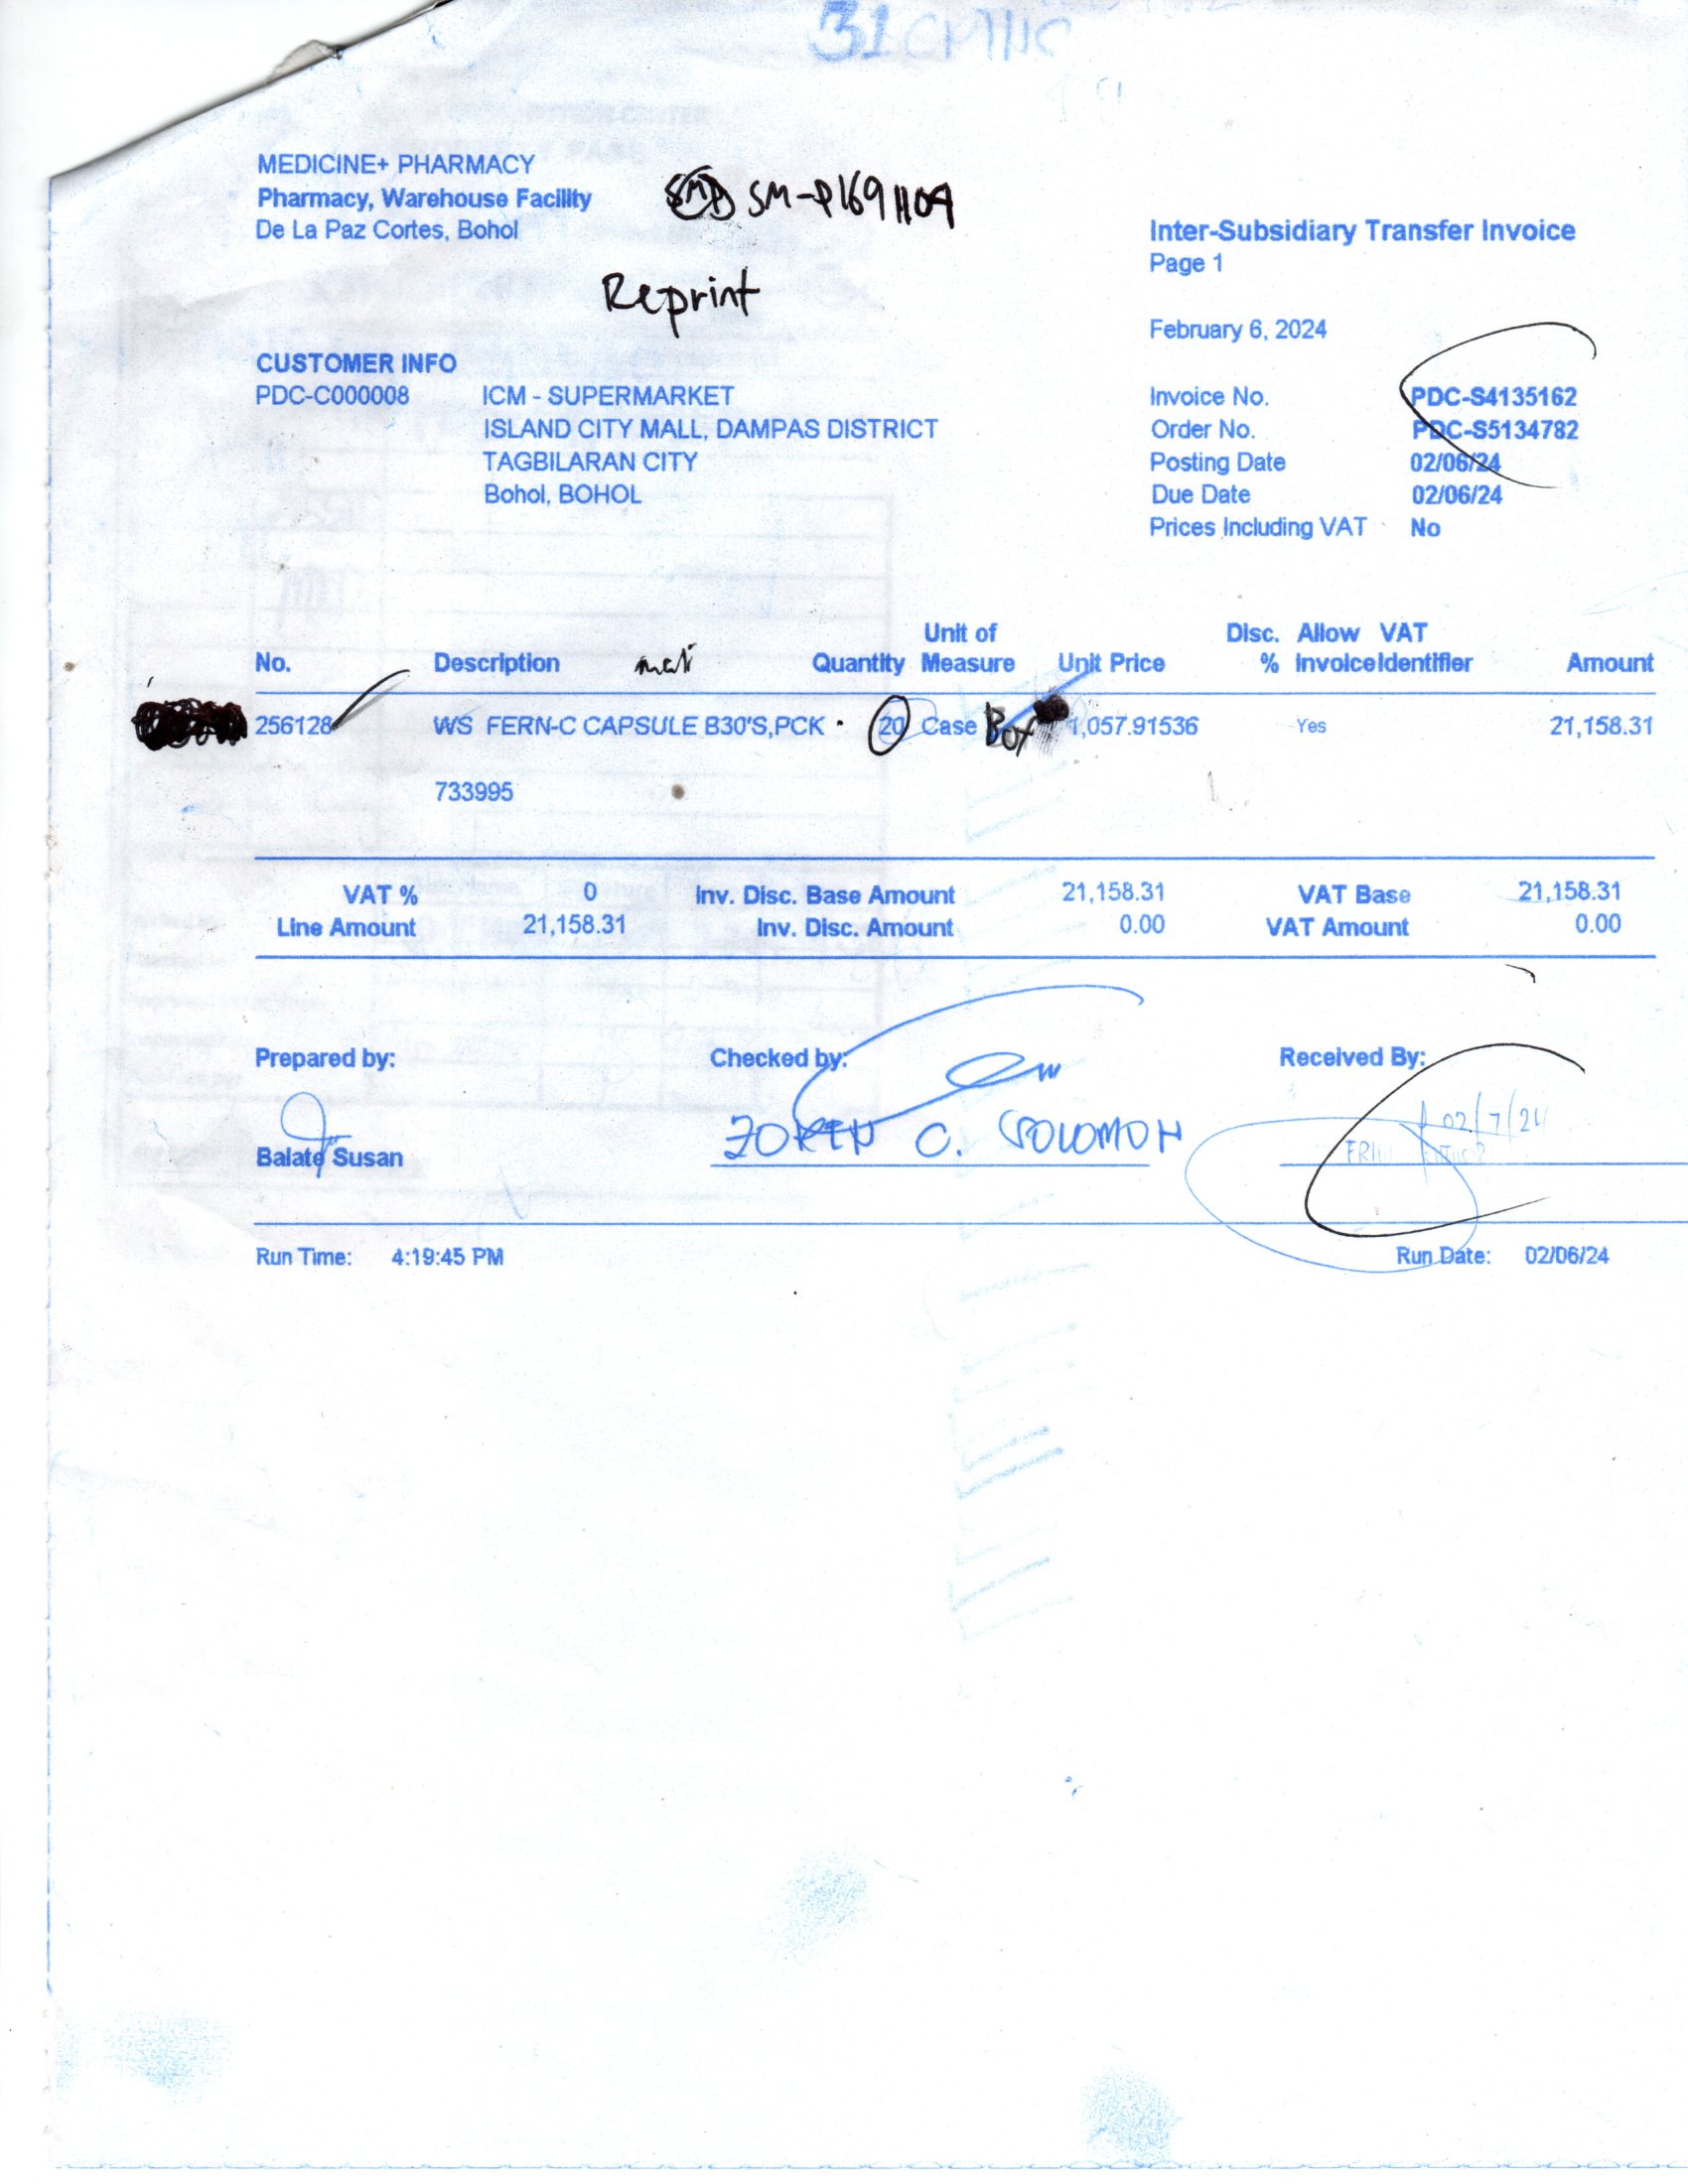 MEDICINE+ PHARMACY
Pharmacy, Warehouse Facility
De La Paz Cortes, Bohol
SMD SM-P1691109
Reprint
Inter-Subsidiary Transfer Invoice
Page 1
February 6, 2024
CUSTOMER INFO
PDC-C000008 ICM - SUPERMARKET
ISLAND CITY MALL, DAMPAS DISTRICT
TAGBILARAN CITY
Bohol, BOHOL
Invoice No. PDC-S4135162
Order No. PDC-S5134782
Posting Date 02/06/24
Due Date 02/06/24
Prices Including VAT No
No. Description Quantity Unit of Measure Unit Price Disc. % Allow Invoice VAT Identifier Amount
256128 WS FERN-C CAPSULE B30'S,PCK 20 Case Box 1,057.91536 Yes 21,158.31
733995
VAT % 0 Inv. Disc. Base Amount 21,158.31 VAT Base 21,158.31
Line Amount 21,158.31 Inv. Disc. Amount 0.00 VAT Amount 0.00
Prepared by: Checked by: Received By:
02/7/24
Balate Susan C. SOLOMON
Run Time: 4:19:45 PM Run Date: 02/06/24